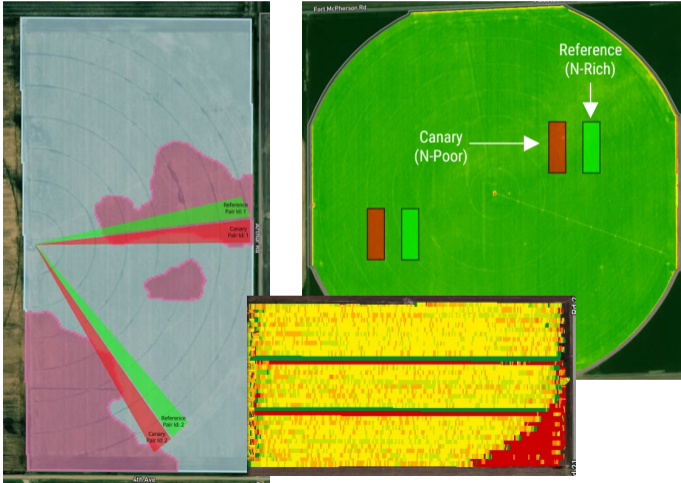 Fort McPherson Rd
Reference
(N-Rich)
Canary
(N-Poor)
Reference
Pair Id: 1
Canary
Pair Id: 1
Reference
Pair Id: 2
Canary
Pair Id: 2
4th Ave